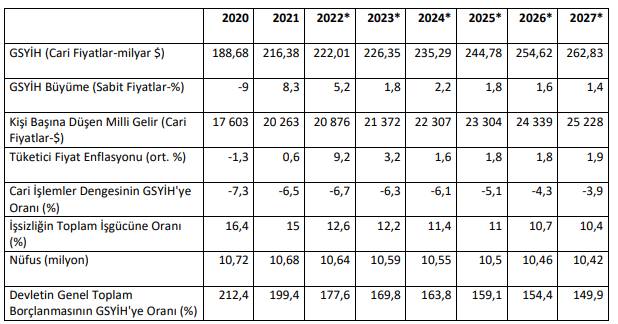 2020 2021 2022* 2023* 2024* 2025* 2026* 2027*
GSYİH (Cari Fiyatlar-milyar $) 188,68 216,38 222,01 226,35 235,29 244,78 254,62 262,83
GSYİH Büyüme (Sabit Fiyatlar-%) -9 8,3 5,2 1,8 2,2 1,8 1,6 1,4
Kişi Başına Düşen Milli Gelir (Cari 17 603 20 263 20 876 21 372 22 307 23 304 24 339 25 228
Fiyatlar-$)
Tüketici Fiyat Enflasyonu (ort. %) -1,3 0,6 9,2 3,2 1,6 1,8 1,8 1,9
Cari İşlemler Dengesinin GSYİH'ye -7,3 -6,5 -6,7 -6,3 -6,1 -5,1 -4,3 -3,9
Oranı (%)
İşsizliğin Toplam İşgücüne Oranı 16,4 15 12,6 12,2 11,4 11 10,7 10,4
(%)
Nüfus (milyon) 10,72 10,68 10,64 10,59 10,55 10,5 10,46 10,42
Devletin Genel Toplam 212,4 199,4 177,6 169,8 163,8 159,1 154,4 149,9
Borçlanmasının GSYİH'ye Oranı (%)